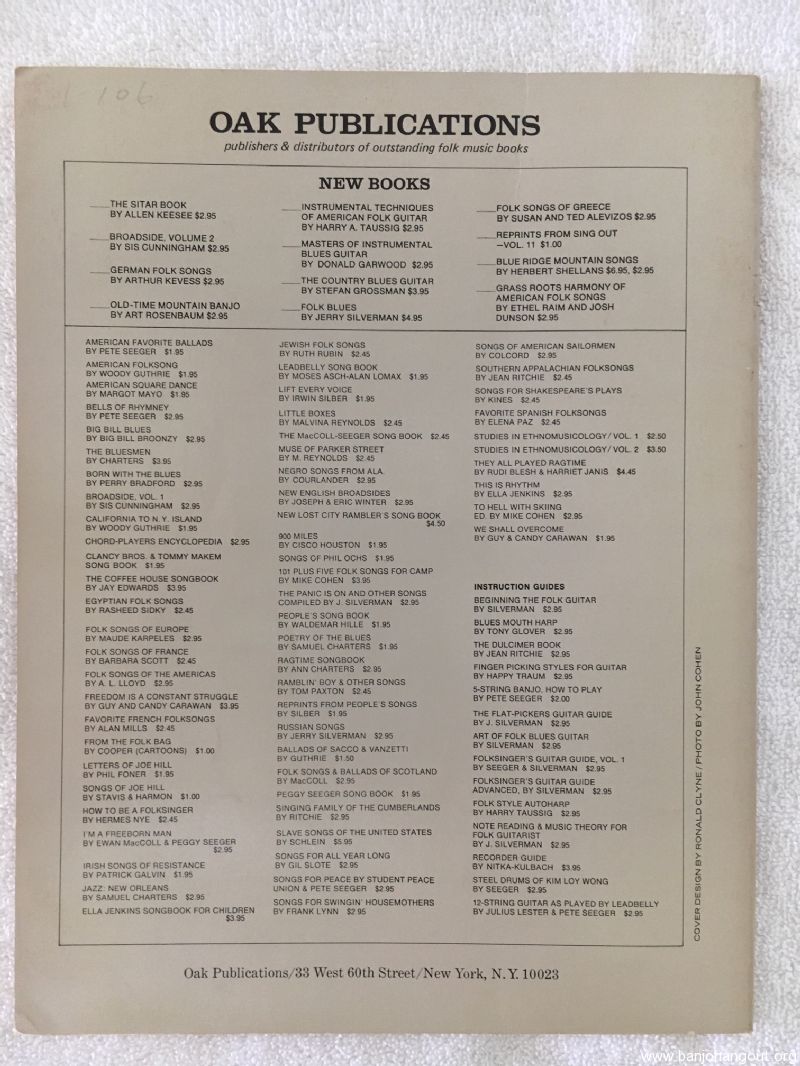 1-106
OAK PUBLICATIONS
publishers & distributors of outstanding folk music books
NEW BOOKS
___THE SITAR BOOK
BY ALLEN KEESEE $2.95
___BROADSIDE, VOLUME 2
BY SIS CUNNINGHAM $2.95
___GERMAN FOLK SONGS
BY ARTHUR KEVESS $2.95
___OLD-TIME MOUNTAIN BANJO
BY ART ROSENBAUM $2.95
___INSTRUMENTAL TECHNIQUES
OF AMERICAN FOLK GUITAR
BY HARRY A. TAUSSIG $2.95
___MASTERS OF INSTRUMENTAL
BLUES GUITAR
BY DONALD GARWOOD $2.95
___THE COUNTRY BLUES GUITAR
BY STEFAN GROSSMAN $3.95
___FOLK BLUES
BY JERRY SILVERMAN $4.95
___FOLK SONGS OF GREECE
BY SUSAN AND TED ALEVIZOS $2.95
___REPRINTS FROM SING OUT
—VOL. 11 $1.00
___BLUE RIDGE MOUNTAIN SONGS
BY HERBERT SHELLANS $6.95, $2.95
___GRASS ROOTS HARMONY OF
AMERICAN FOLK SONGS
BY ETHEL RAIM AND JOSH
DUNSON $2.95
AMERICAN FAVORITE BALLADS
BY PETE SEEGER $1.95
AMERICAN FOLKSONG
BY WOODY GUTHRIE $1.95
AMERICAN SQUARE DANCE
BY MARGOT MAYO $1.95
BELLS OF RHYMNEY
BY PETE SEEGER $2.95
BIG BILL BLUES
BY BIG BILL BROONZY $2.95
THE BLUESMEN
BY CHARTERS $3.95
BORN WITH THE BLUES
BY PERRY BRADFORD $2.95
BROADSIDE, VOL. 1
BY SIS CUNNINGHAM $2.95
CALIFORNIA TO N.Y. ISLAND
BY WOODY GUTHRIE $1.95
CHORD-PLAYERS ENCYCLOPEDIA $2.95
CLANCY BROS. & TOMMY MAKEM
SONG BOOK $1.95
THE COFFEE HOUSE SONGBOOK
BY JAY EDWARDS $3.95
EGYPTIAN FOLK SONGS
BY RASHEED SIDKY $2.45
FOLK SONGS OF EUROPE
BY MAUDE KARPELES $2.95
FOLK SONGS OF FRANCE
BY BARBARA SCOTT $2.45
FOLK SONGS OF THE AMERICAS
BY A. L. LLOYD $2.95
FREEDOM IS A CONSTANT STRUGGLE
BY GUY AND CANDY CARAWAN $3.95
FAVORITE FRENCH FOLKSONGS
BY ALAN MILLS $2.45
FROM THE FOLK BAG
BY COOPER (CARTOONS) $1.00
LETTERS OF JOE HILL
BY PHIL FONER $1.95
SONGS OF JOE HILL
BY STAVIS & HARMON $1.00
HOW TO BE A FOLKSINGER
BY HERMES NYE $2.45
I'M A FREEBORN MAN
BY EWAN MacCOLL & PEGGY SEEGER
$2.95
IRISH SONGS OF RESISTANCE
BY PATRICK GALVIN $1.95
JAZZ: NEW ORLEANS
BY SAMUEL CHARTERS $2.95
ELLA JENKINS SONGBOOK FOR CHILDREN
$3.95
JEWISH FOLK SONGS
BY RUTH RUBIN $2.45
LEADBELLY SONG BOOK
BY MOSES ASCH-ALAN LOMAX $1.95
LIFT EVERY VOICE
BY IRWIN SILBER $1.95
LITTLE BOXES
BY MALVINA REYNOLDS $2.45
THE MacCOLL-SEEGER SONG BOOK $2.45
MUSE OF PARKER STREET
BY M. REYNOLDS $2.45
NEGRO SONGS FROM ALA.
BY COURLANDER $2.95
NEW ENGLISH BROADSIDES
BY JOSEPH & ERIC WINTER $2.95
NEW LOST CITY RAMBLER'S SONG BOOK
$4.50
900 MILES
BY CISCO HOUSTON $1.95
SONGS OF PHIL OCHS $1.95
101 PLUS FIVE FOLK SONGS FOR CAMP
BY MIKE COHEN $3.95
THE PANIC IS ON AND OTHER SONGS
COMPILED BY J. SILVERMAN $2.95
PEOPLE'S SONG BOOK
BY WALDEMAR HILLE $1.95
POETRY OF THE BLUES
BY SAMUEL CHARTERS $1.95
RAGTIME SONGBOOK
BY ANN CHARTERS $2.95
RAMBLIN' BOY & OTHER SONGS
BY TOM PAXTON $2.45
REPRINTS FROM PEOPLE'S SONGS
BY SILBER $1.95
RUSSIAN SONGS
BY JERRY SILVERMAN $2.95
BALLADS OF SACCO & VANZETTI
BY GUTHRIE $1.50
FOLK SONGS & BALLADS OF SCOTLAND
BY MacCOLL $2.95
PEGGY SEEGER SONG BOOK $1.95
SINGING FAMILY OF THE CUMBERLANDS
BY RITCHIE $2.95
SLAVE SONGS OF THE UNITED STATES
BY SCHLEIN $5.95
SONGS FOR ALL YEAR LONG
BY GIL SLOTE $2.95
SONGS FOR PEACE BY STUDENT PEACE
UNION & PETE SEEGER $2.95
SONGS FOR SWINGIN' HOUSEMOTHERS
BY FRANK LYNN $2.95
SONGS OF AMERICAN SAILORMEN
BY COLCORD $2.95
SOUTHERN APPALACHIAN FOLKSONGS
BY JEAN RITCHIE $2.45
SONGS FOR SHAKESPEARE'S PLAYS
BY KINES $2.45
FAVORITE SPANISH FOLKSONGS
BY ELENA PAZ $2.45
STUDIES IN ETHNOMUSICOLOGY/VOL. 1 $2.50
STUDIES IN ETHNOMUSICOLOGY/VOL. 2 $3.50
THEY ALL PLAYED RAGTIME
BY RUDI BLESH & HARRIET JANIS $4.45
THIS IS RHYTHM
BY ELLA JENKINS $2.95
TO HELL WITH SKIING
ED. BY MIKE COHEN $2.95
WE SHALL OVERCOME
BY GUY & CANDY CARAWAN $1.95
INSTRUCTION GUIDES
BEGINNING THE FOLK GUITAR
BY SILVERMAN $2.95
BLUES MOUTH HARP
BY TONY GLOVER $2.95
THE DULCIMER BOOK
BY JEAN RITCHIE $2.95
FINGER PICKING STYLES FOR GUITAR
BY HAPPY TRAUM $2.95
5-STRING BANJO, HOW TO PLAY
BY PETE SEEGER $2.00
THE FLAT-PICKERS GUITAR GUIDE
BY J. SILVERMAN $2.95
ART OF FOLK BLUES GUITAR
BY SILVERMAN $2.95
FOLKSINGER'S GUITAR GUIDE, VOL. 1
BY SEEGER & SILVERMAN $2.95
FOLKSINGER'S GUITAR GUIDE
ADVANCED, BY SILVERMAN $2.95
FOLK STYLE AUTOHARP
BY HARRY TAUSSIG $2.95
NOTE READING & MUSIC THEORY FOR
FOLK GUITARIST
BY J. SILVERMAN $2.95
RECORDER GUIDE
BY NITKA-KULBACH $3.95
STEEL DRUMS OF KIM LOY WONG
BY SEEGER $2.95
12-STRING GUITAR AS PLAYED BY LEADBELLY
BY JULIUS LESTER & PETE SEEGER $2.95
COVER DESIGN BY RONALD CLYNE/PHOTO BY JOHN COHEN
Oak Publications/33 West 60th Street/New York, N.Y. 10023
www.banjohangout.org